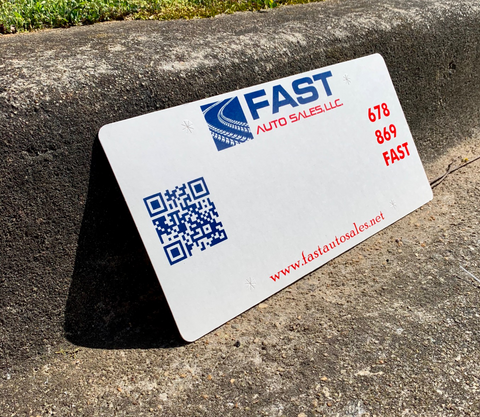 FAST
AUTO SALES, LLC
678
869
FAST
www.fastautosales.net